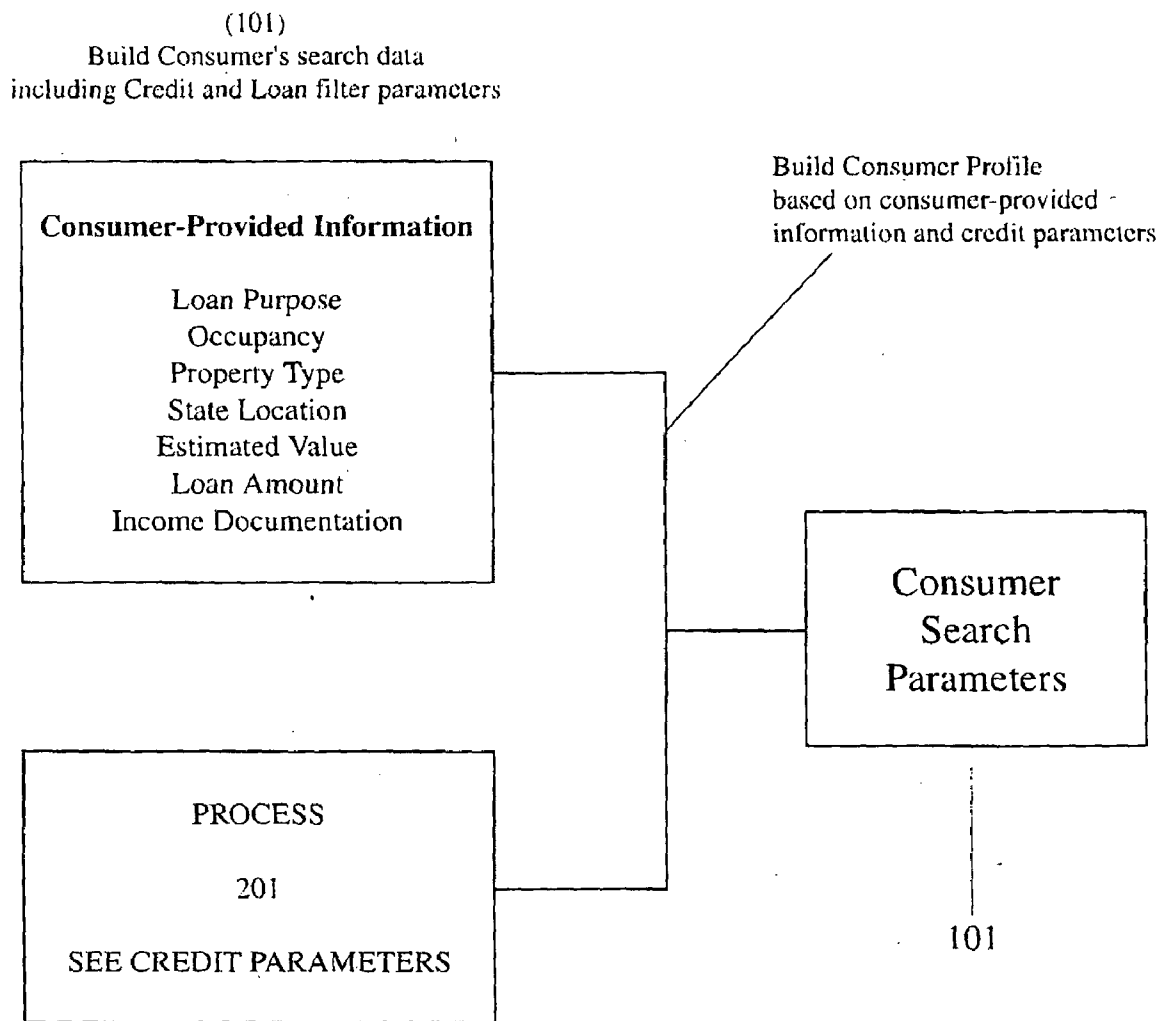 (101)
Build Consumer's search data
including Credit and Loan filter parameters
Consumer-Provided Information
Loan Purpose
Occupancy
Property Type
State Location
Estimated Value
Loan Amount
Income Documentation
Build Consumer Profile
based on consumer-provided
information and credit parameters
Consumer
Search
Parameters
101
PROCESS
201
SEE CREDIT PARAMETERS